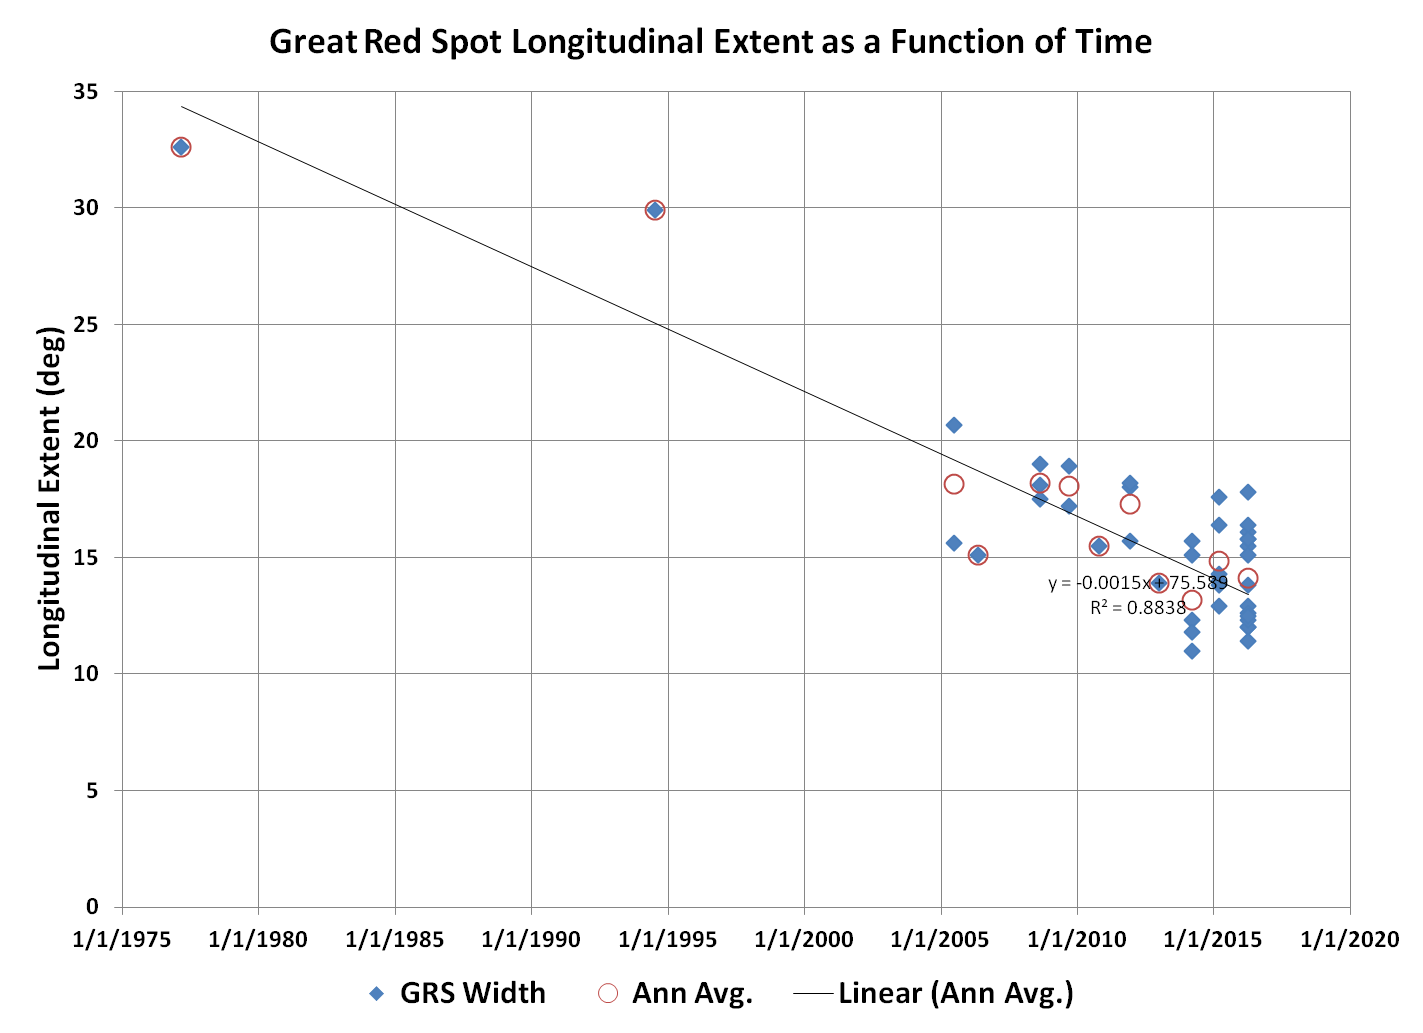 Great Red Spot Longitudinal Extent as a Function of Time
Longitudinal Extent (deg)
35
30
25
20
15
10
5
0
y = -0.0015x + 75.589
R² = 0.8838
1/1/1975 1/1/1980 1/1/1985 1/1/1990 1/1/1995 1/1/2000 1/1/2005 1/1/2010 1/1/2015 1/1/2020
GRS Width Ann Avg. Linear (Ann Avg.)